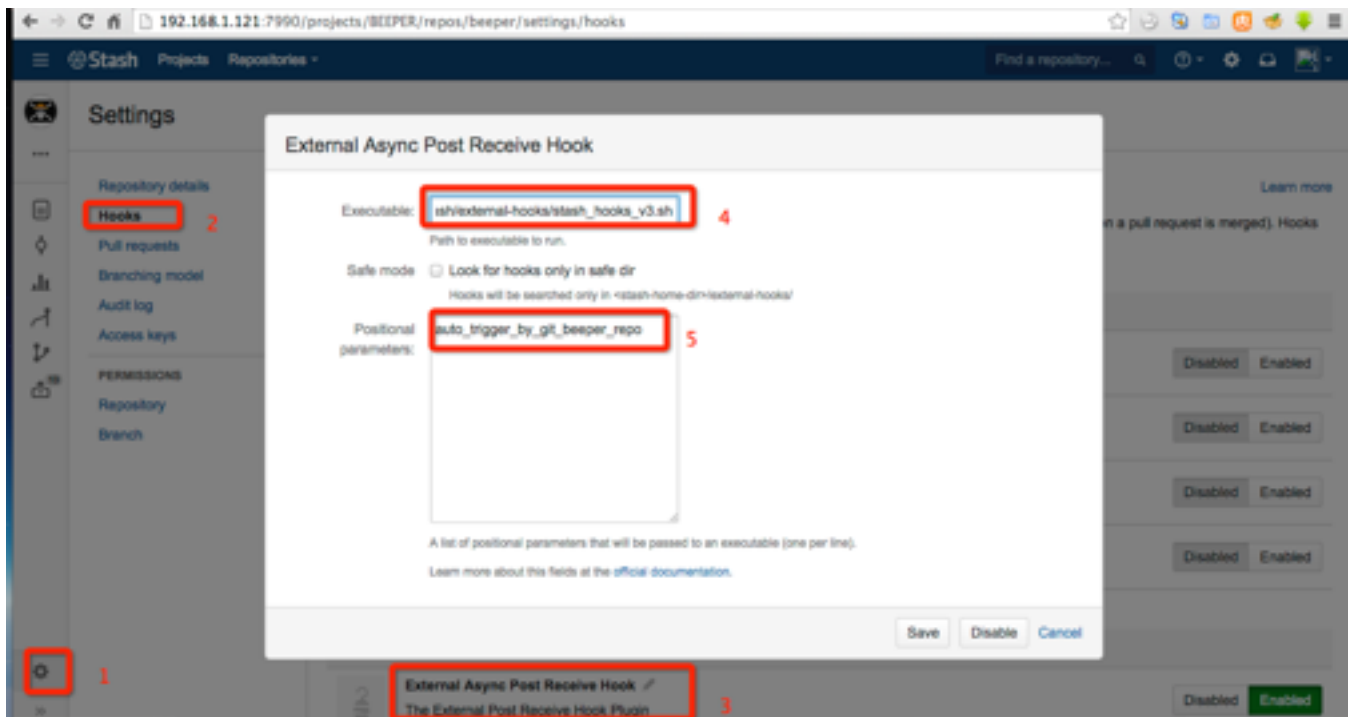 192.168.1.121:7990/projects/BEEPER/repos/beeper/settings/hooks
Stash Projects Repositories Find a repository...
Settings
External Async Post Receive Hook
Repository details
Learn more
Hooks 2
Executable: ish/external-hooks/stash_hooks_v3.sh 4
n a pull request is merged). Hooks
Pull requests
Path to executable to run.
Branching model
Safe mode Look for hooks only in safe dir
Hooks will be searched only in <stash-home-dir>/external-hooks/
Audit log
Access keys
Positional parameters: auto_trigger_by_git_beeper_repo 5
Disabled Enabled
PERMISSIONS
Repository
Branch
Disabled Enabled
Disabled Enabled
A list of positional parameters that will be passed to an executable (one per line).
Disabled Enabled
Learn more about this fields at the official documentation.
Save Disable Cancel
1
External Async Post Receive Hook
Disabled Enabled
The External Post Receive Hook Plugin 3